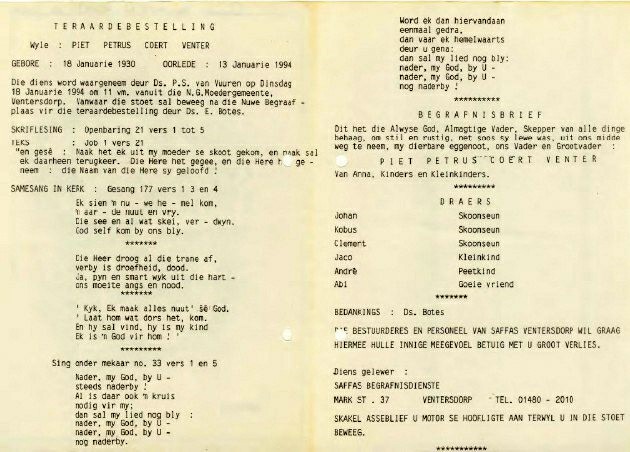 TERAARDEBESTELLING
Wyle : PIET PETRUS COERT VENTER
GEBORE : 18 Januarie 1930 OORLEDE : 13 Januarie 1994
Die diens word waargeneem deur Ds. P.S. van Vuuren op Dinsdag
18 Januarie 1994 om 11 vm, vanuit die N.G.Moedergemeente,
Ventersdorp. Vanwaar die stoet sal beweeg na die Nuwe Begraaf -
plaas vir die teraardebestelling deur Ds. E. Botes.
SKRIFLESING : Openbaring 21 vers 1 tot 5
TEKS : Job 1 vers 21
"en gesê : Naak het ek uit my moeder se skoot gekom, en naak sal
ek daarheen terugkeer. Die Here het gegee, en die Here het ge -
neem : die Naam van die Here sy geloofd !
SAMESANG IN KERK : Gesang 177 vers 1 3 en 4
Ek sien 'n nu - we he - mel kom,
'n aar - de nuut en vry.
Die see en al wat skei, ver - dwyn.
God self kom by ons bly.
*******
Die Heer droog al die trane af,
verby is droefheid, dood.
Ja, pyn en smart wyk uit die hart -
ons moeite angs en nood.
*******
' Kyk, Ek maak alles nuut' sê God.
' Laat hom wat dors het, kom.
En hy sal vind, hy is my kind
Ek is 'n God vir hom ! '
*********
Sing onder mekaar no. 33 vers 1 en 5
Nader, my God, by U -
steeds naderby !
Al is daar ook 'n kruis
nodig vir my;
dan sal my lied nog bly :
nader, my God, by U -
nader, my God, by U -
nog naderby.
Word ek dan hiervandaan
eenmaal gedra,
dan vaar ek hemelwaarts
deur u gena:
dan sal my lied nog bly:
nader, my God, by U -
nader, my God, by U -
nog naderby !
**********
BEGRAFNISBRIEF
Dit het die Alwyse God, Almagtige Vader, Skepper van alle dinge
behaag, om stil en rustig, net soos sy lewe was, uit ons midde
weg te neem, my dierbare eggenoot, ons Vader en Grootvader :
PIET PETRUS COERT VENTER
Van Anna, Kinders en Kleinkinders.
*********
DRAERS
Johan Skoonseun
Kobus Skoonseun
Clement Skoonseun
Jaco Kleinkind
André Peetkind
Abi Goeie vriend
*******
BEDANKINGS : Ds. Botes
DIE BESTUURDERES EN PERSONEEL VAN SAFFAS VENTERSDORP WIL GRAAG
HIERMEE HULLE INNIGE MEEGEVOEL BETUIG MET U GROOT VERLIES.
Diens gelewer :
SAFFAS BEGRAFNISDIENSTE
MARK ST . 37 VENTERSDORP - TEL. 01480 - 2010
SKAKEL ASSEBLIEF U MOTOR SE HOOFLIGTE AAN TERWYL U IN DIE STOET
BEWEEG.
***********